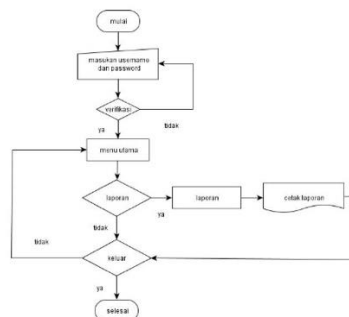 mulai
masukan username
dan password
verifikasi
tidak
ya
menu utama
laporan
ya
laporan
cetak laporan
tidak
tidak
keluar
ya
selesai